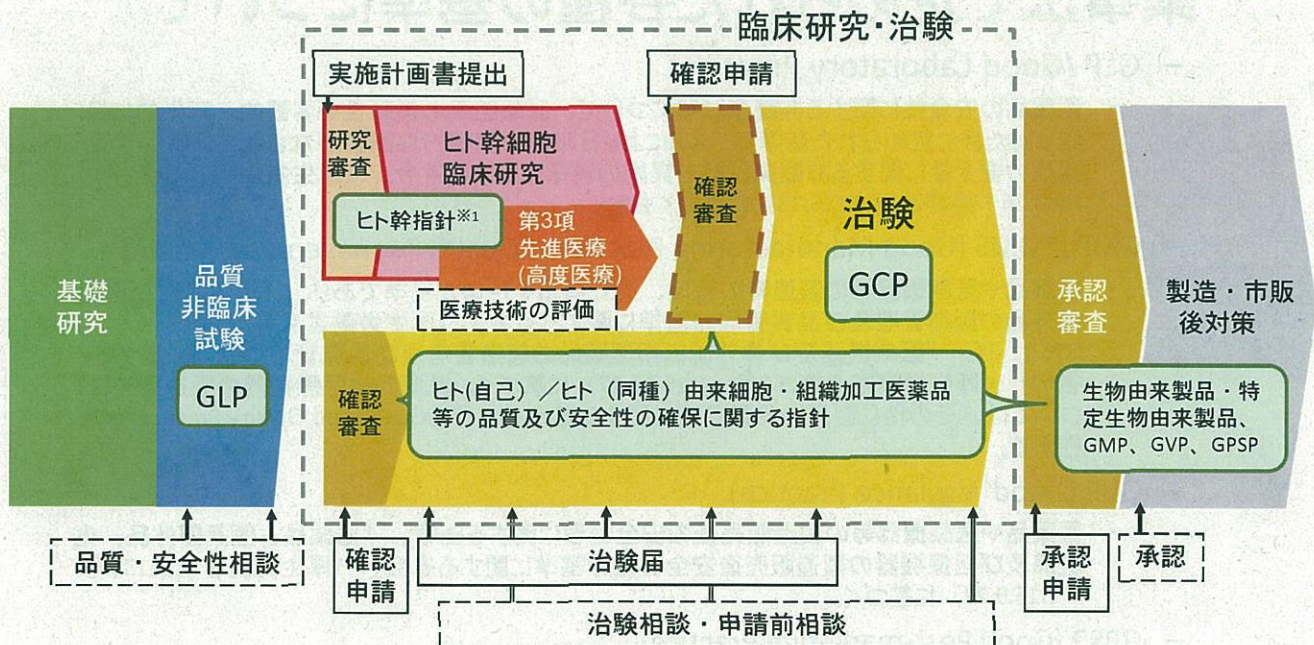 臨床研究・治験
実施計画書提出
確認申請
研究
審査
ヒト幹細胞
臨床研究
ヒト幹指針※1
第3項
先進医療
(高度医療)
医療技術の評価
確認
審査
治験
GCP
基礎
研究
品質
非臨床
試験
GLP
確認
審査
ヒト(自己)／ヒト（同種）由来細胞・組織加工医薬品
等の品質及び安全性の確保に関する指針
承認
審査
製造・市販
後対策
生物由来製品・特
定生物由来製品、
GMP、GVP、GPSP
品質・安全性相談
確認
申請
治験届
治験相談・申請前相談
承認
申請
承認